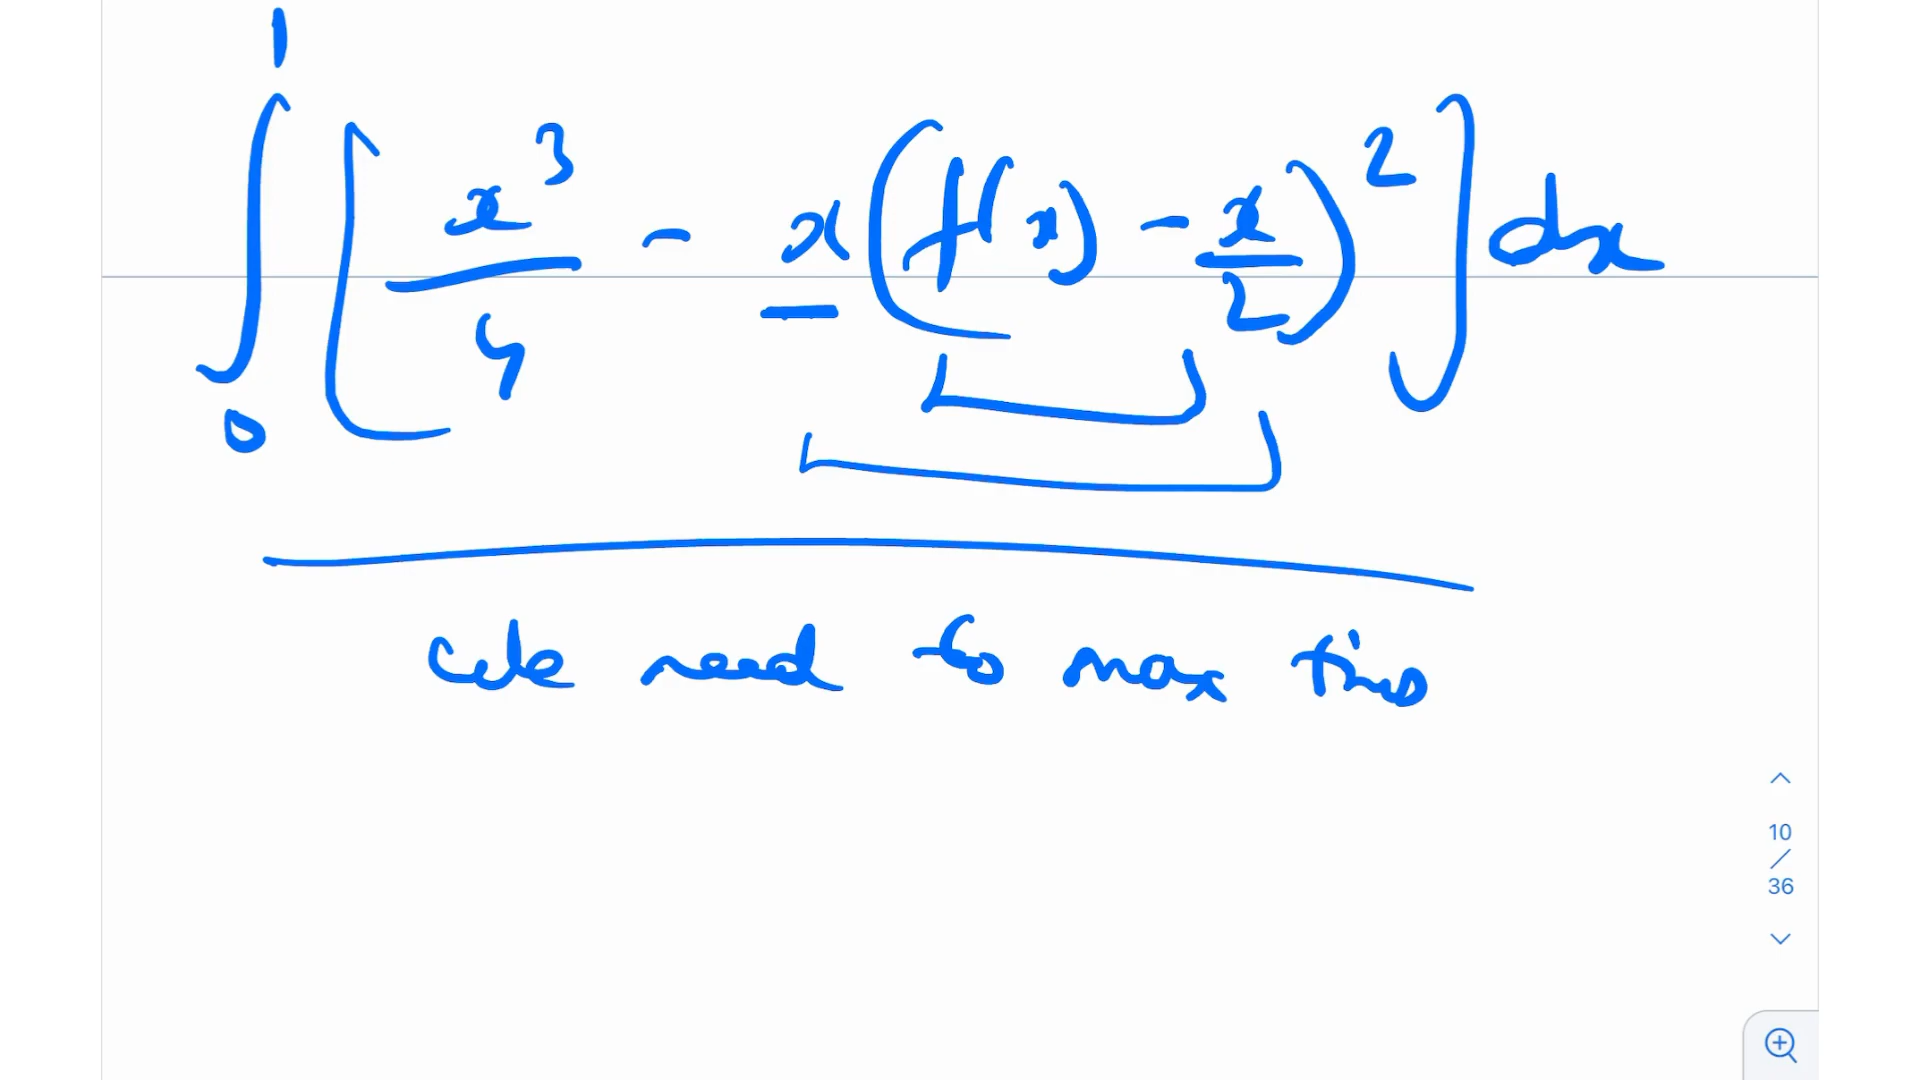 ∫₀¹ [x³/4 - x(f(x) - x/2)²] dx
We need to max this
10
/
36